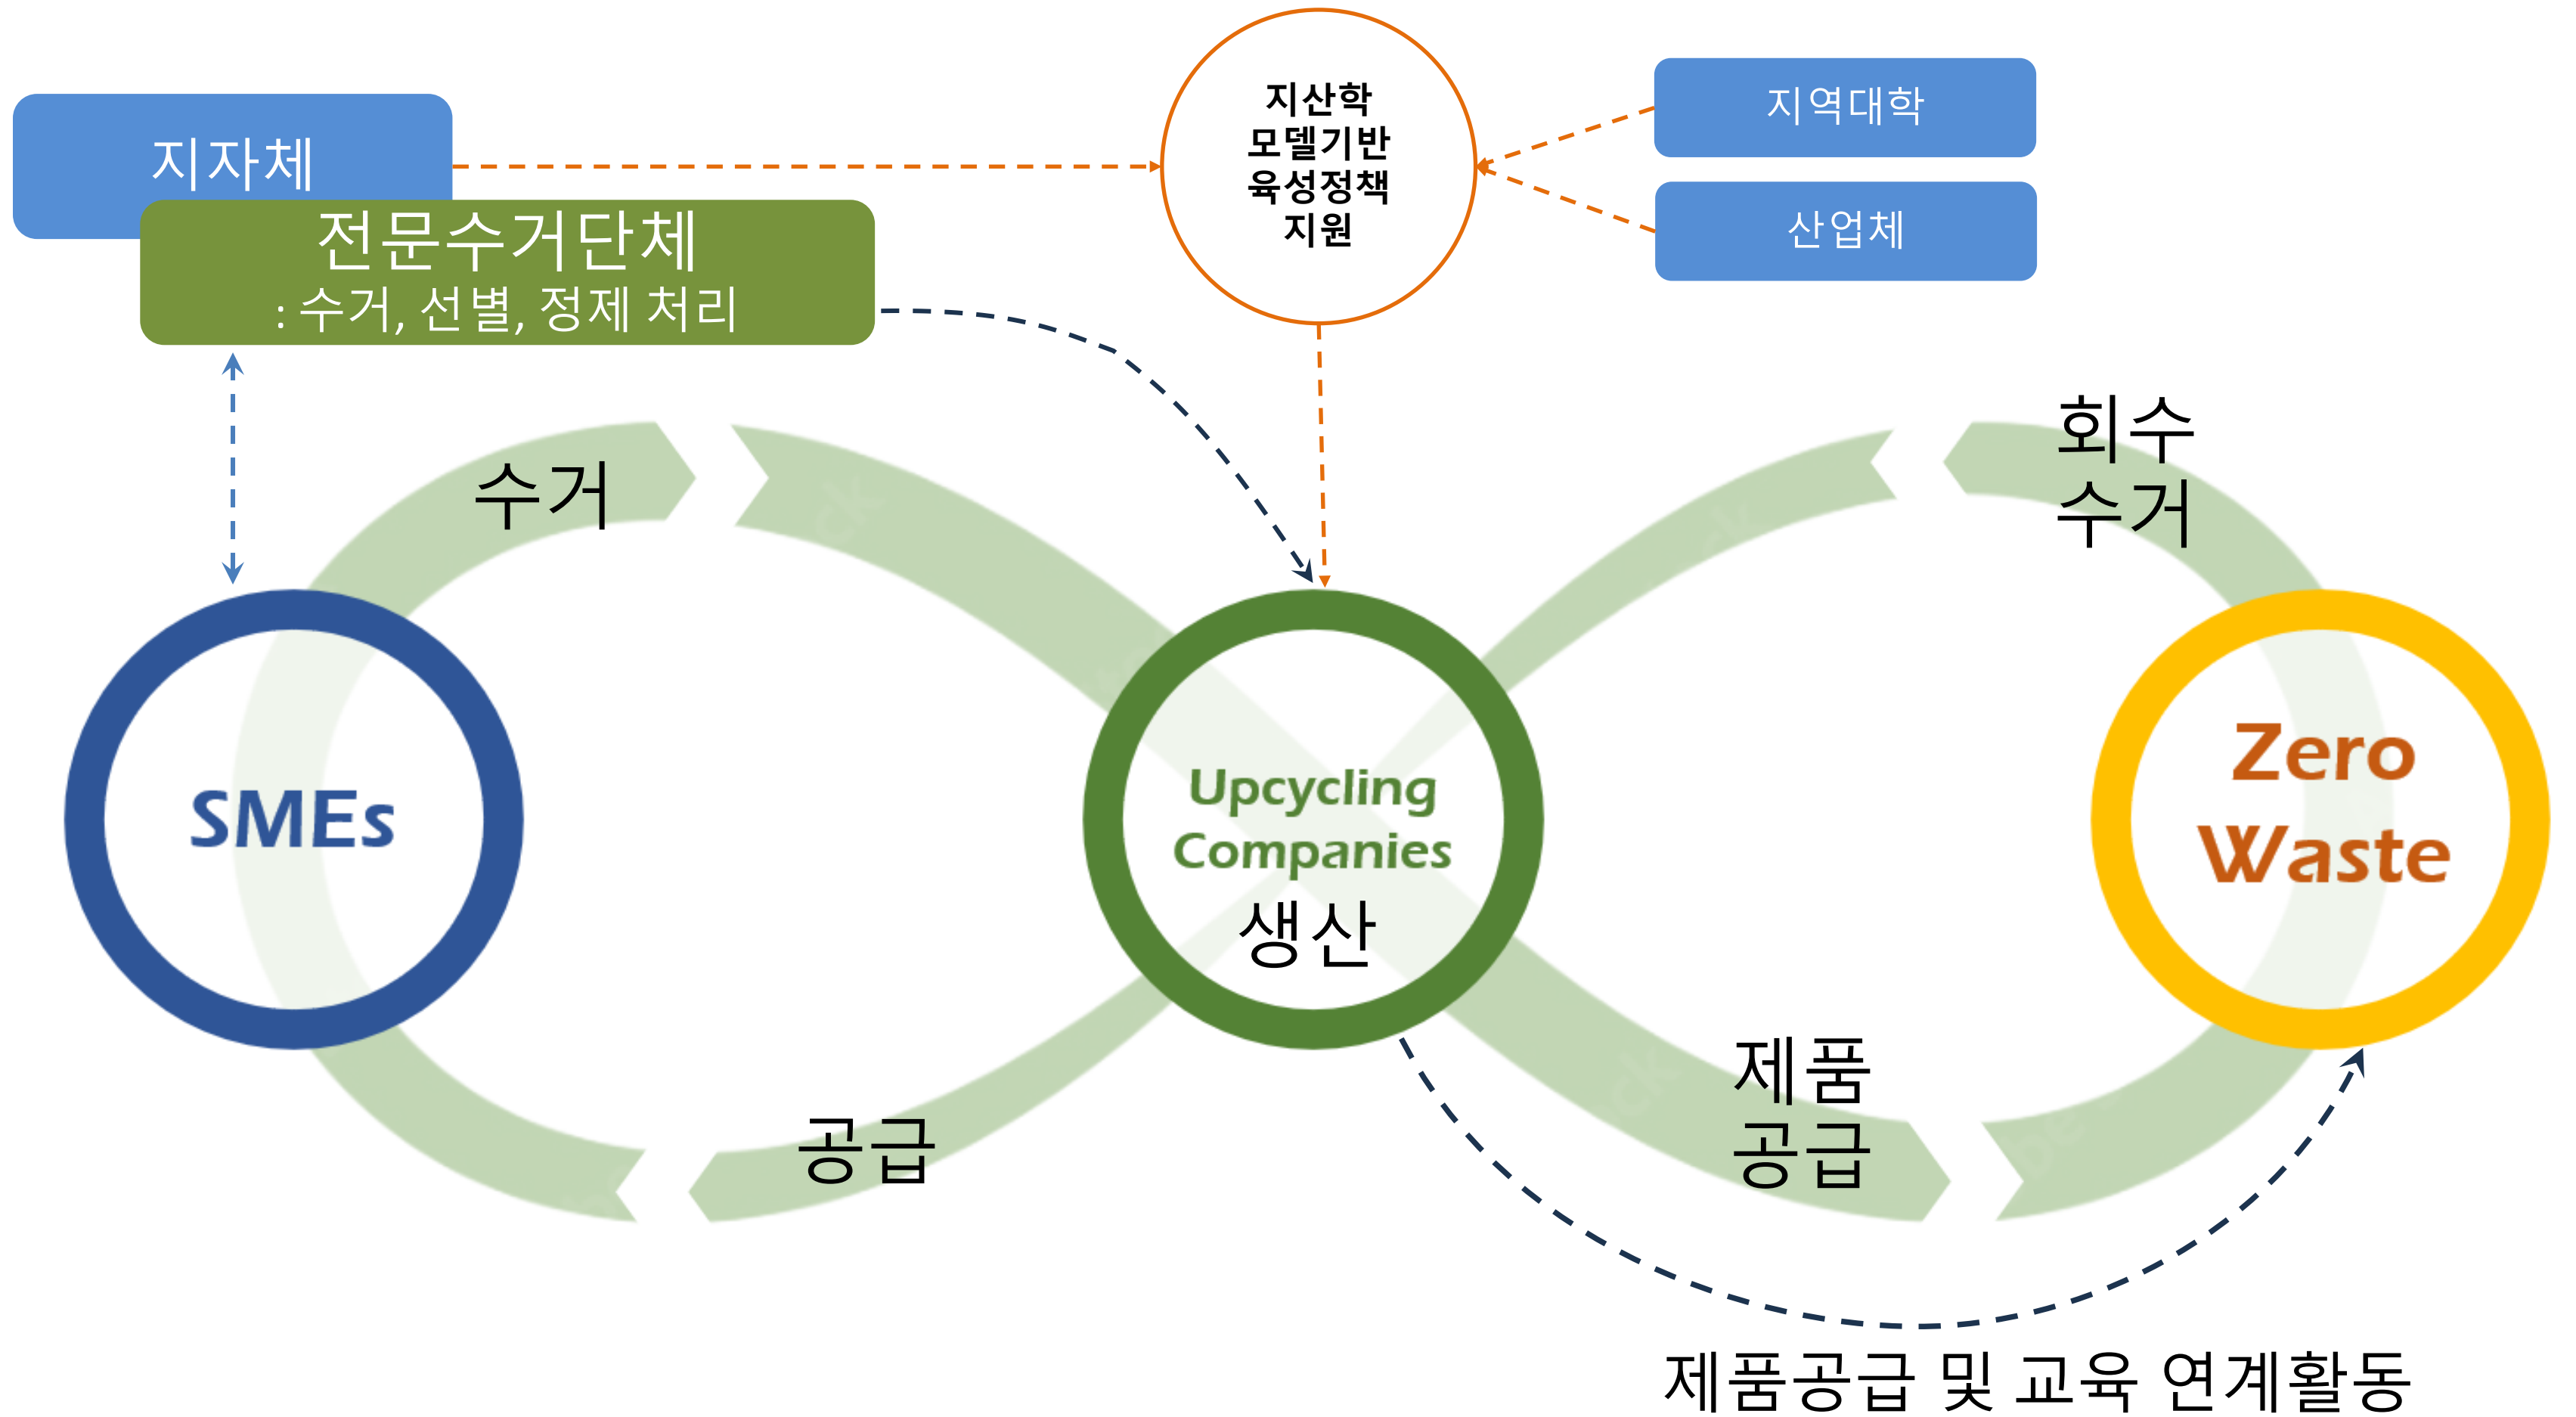 지자체
전문수거단체
: 수거, 선별, 정제 처리
지산학
모델기반
육성정책
지원
지역대학
산업체
수거
회수
수거
SMEs
Upcycling
Companies
생산
Zero
Waste
공급
제품
공급
제품공급 및 교육 연계활동